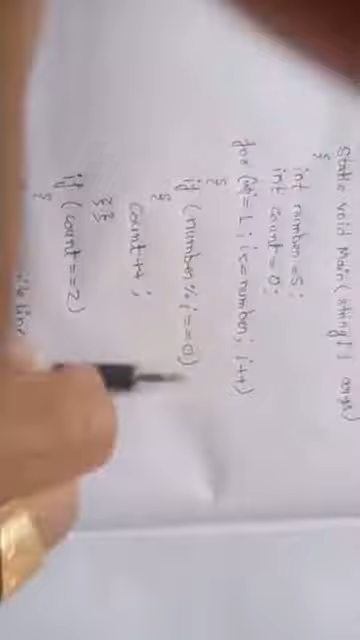 static void Main(string[] args)
{
int number=5;
int count=0;
for (int i=1; i<=number; i++)
{
if (number%i==0)
{
count++;
}}
if (count==2)
{